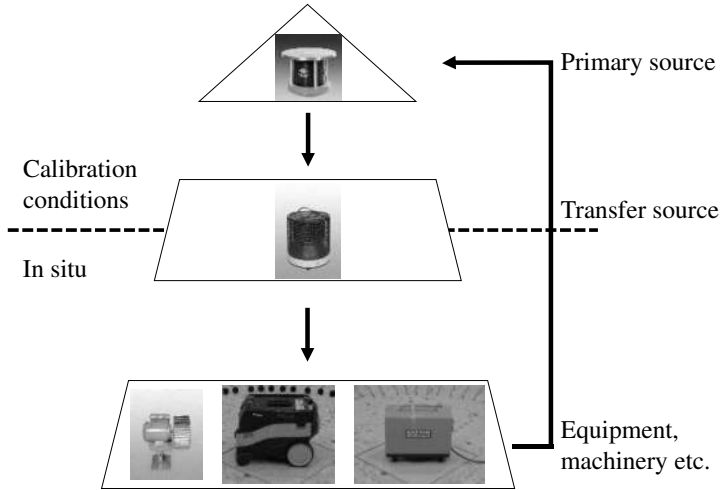 Primary source
Calibration
conditions
Transfer source
In situ
Equipment,
machinery etc.